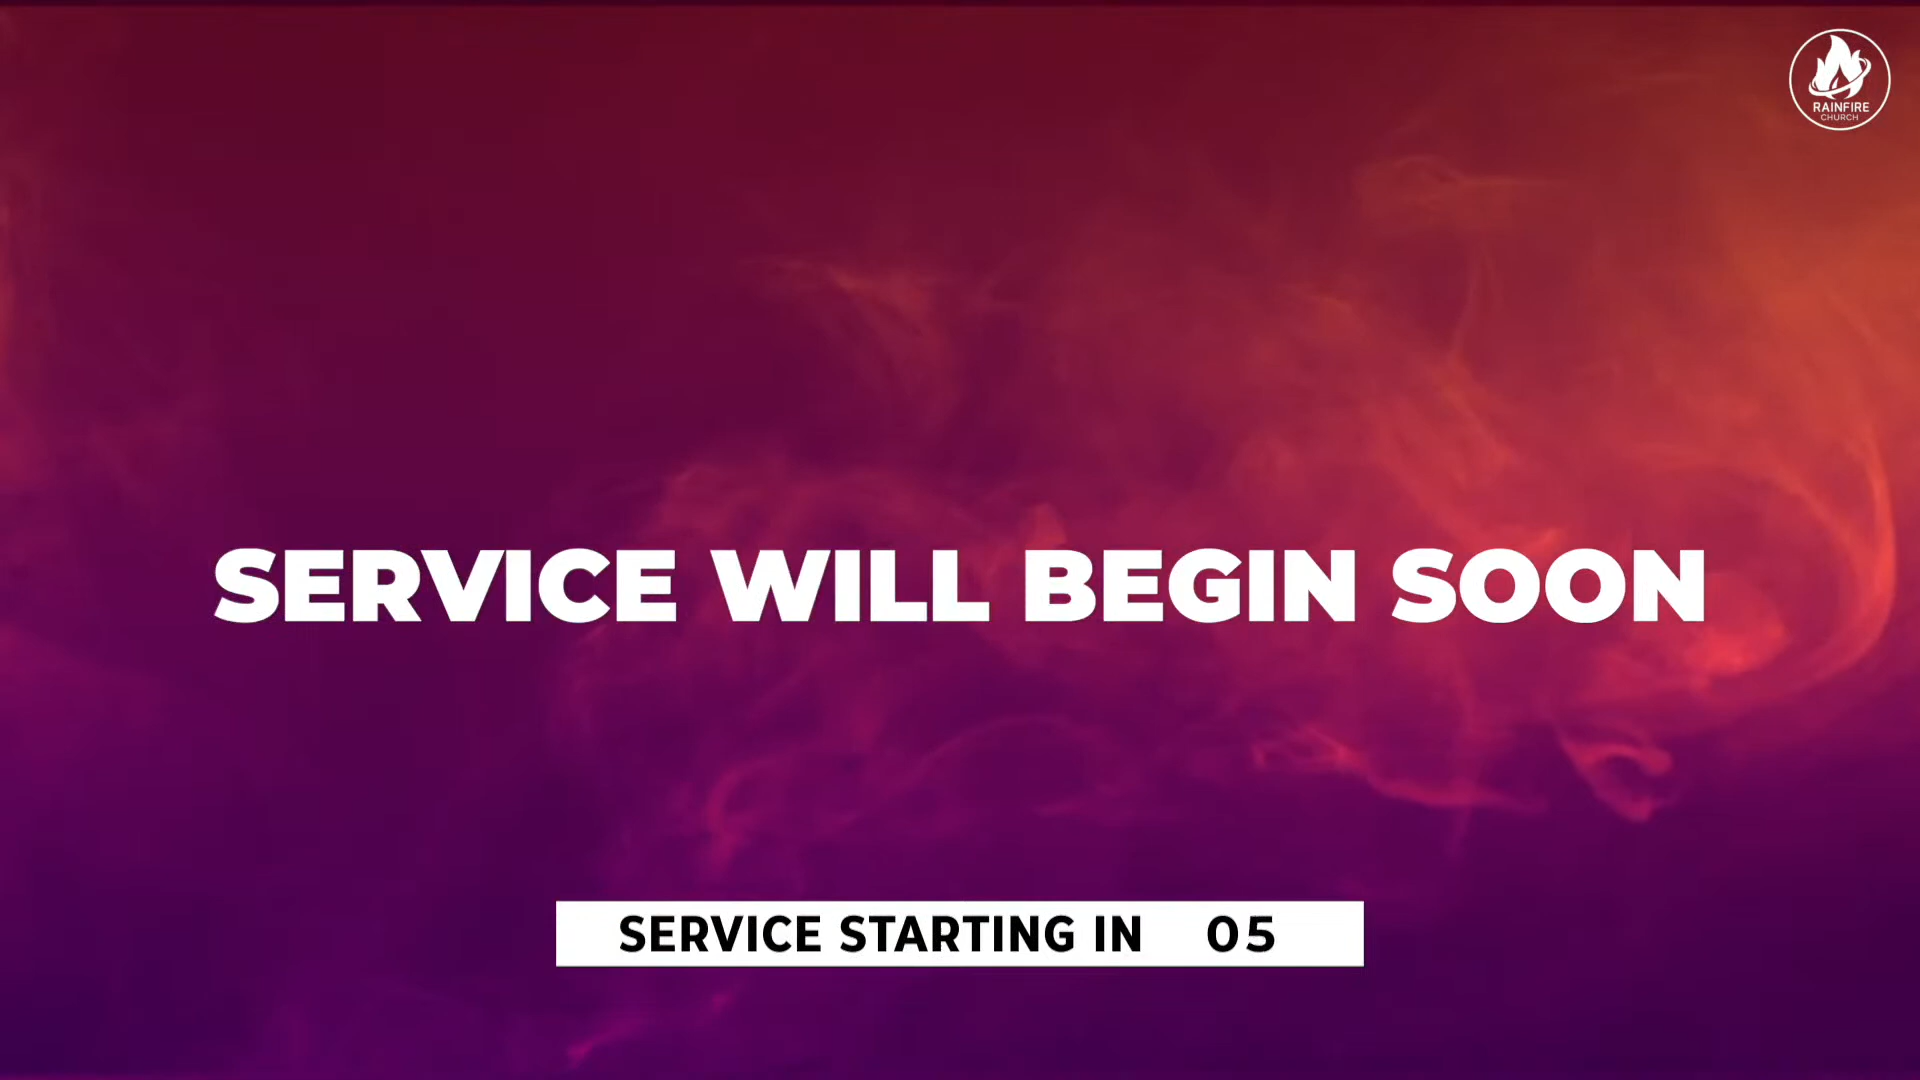 RAINFIRE
CHURCH
SERVICE WILL BEGIN SOON
SERVICE STARTING IN 05